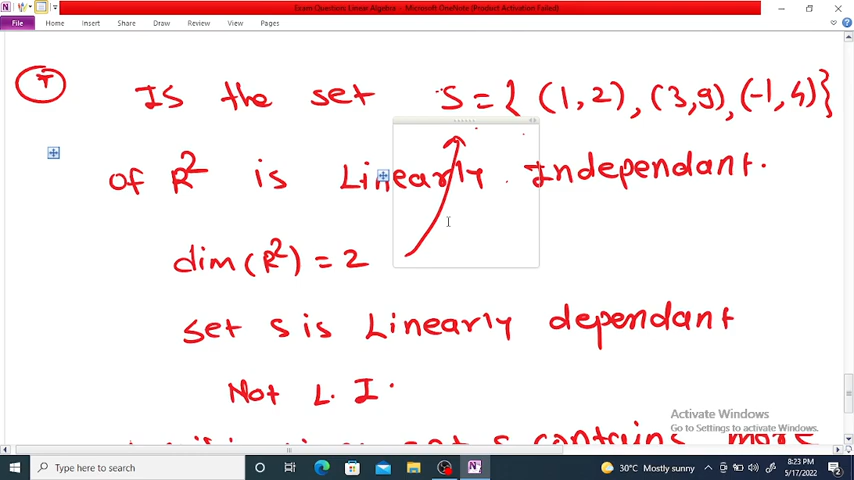 Exam Question: Linear Algebra - Microsoft OneNote (Product Activation Failed)
File Home Insert Share Draw Review View Pages
T Is the set S = { (1,2), (3,9), (-1,4)}
of R² is Linearly Independant.
dim(R²) = 2
set s is Linearly dependant
Not L. I.
contains more
Activate Windows
Go to Settings to activate Windows.
Type here to search
30°C Mostly sunny
8:23 PM
5/17/2022